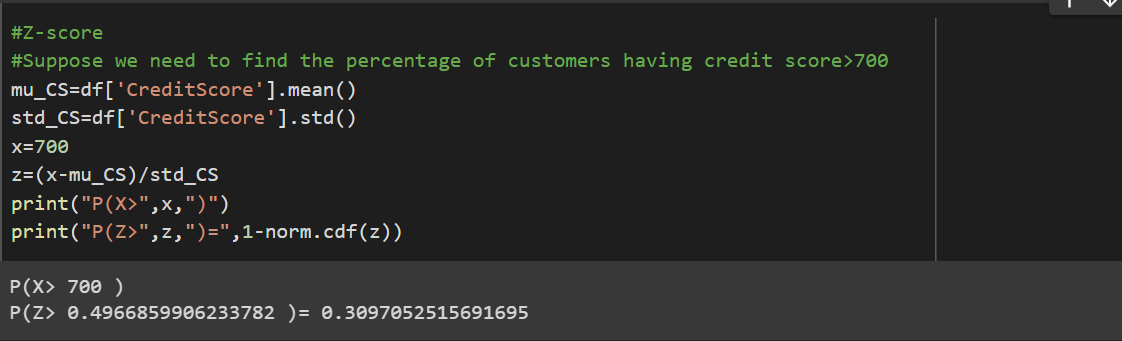 #Z-score
#Suppose we need to find the percentage of customers having credit score>700
mu_CS=df['CreditScore'].mean()
std_CS=df['CreditScore'].std()
x=700
z=(x-mu_CS)/std_CS
print("P(X>",x,")")
print("P(Z>",z,")=",1-norm.cdf(z))
P(X> 700 )
P(Z> 0.4966859906233782 )= 0.3097052515691695